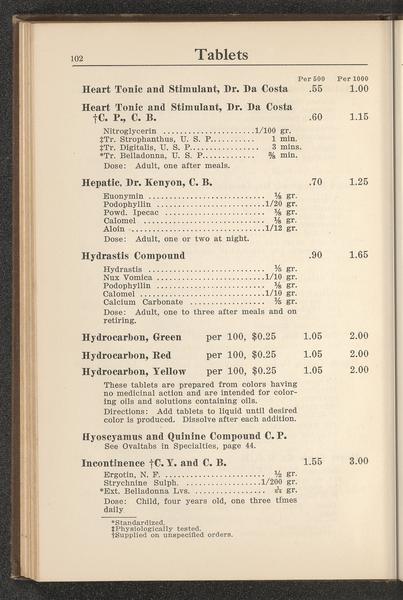 102
Tablets
Per 500 Per 1000
Heart Tonic and Stimulant, Dr. Da Costa .55 1.00
Heart Tonic and Stimulant, Dr. Da Costa
†C. P., C. B. .60 1.15
Nitroglycerin ......................1/100 gr.
‡Tr. Strophanthus, U. S. P.......... 1 min.
‡Tr. Digitalis, U. S. P................ 3 mins.
*Tr. Belladonna, U. S. P............ min.
Dose: Adult, one after meals.
Hepatic, Dr. Kenyon, C. B. .70 1.25
Euonymin ............................ ⅛ gr.
Podophyllin ..........................1/20 gr.
Powd. Ipecac ........................ ⅛ gr.
Calomel ............................. ⅛ gr.
Aloin ................................1/12 gr.
Dose: Adult, one or two at night.
Hydrastis Compound .90 1.65
Hydrastis ............................ gr.
Nux Vomica ..........................1/10 gr.
Podophyllin .......................... ⅛ gr.
Calomel ..............................1/10 gr.
Calcium Carbonate .................. gr.
Dose: Adult, one to three after meals and on
retiring.
Hydrocarbon, Green per 100, $0.25 1.05 2.00
Hydrocarbon, Red per 100, $0.25 1.05 2.00
Hydrocarbon, Yellow per 100, $0.25 1.05 2.00
These tablets are prepared from colors having
no medicinal action and are intended for color-
ing oils and solutions containing oils.
Directions: Add tablets to liquid until desired
color is produced. Dissolve after each addition.
Hyoscyamus and Quinine Compound C. P.
See Ovaltabs in Specialties, page 44.
Incontinence †C. Y. and C. B. 1.55 3.00
Ergotin, N. F. ........................ ½ gr.
Strychnine Sulph. ..................1/200 gr.
*Ext. Belladonna Lvs. ................. gr.
Dose: Child, four years old, one three times
daily
*Standardized.
‡Physiologically tested.
†Supplied on unspecified orders.